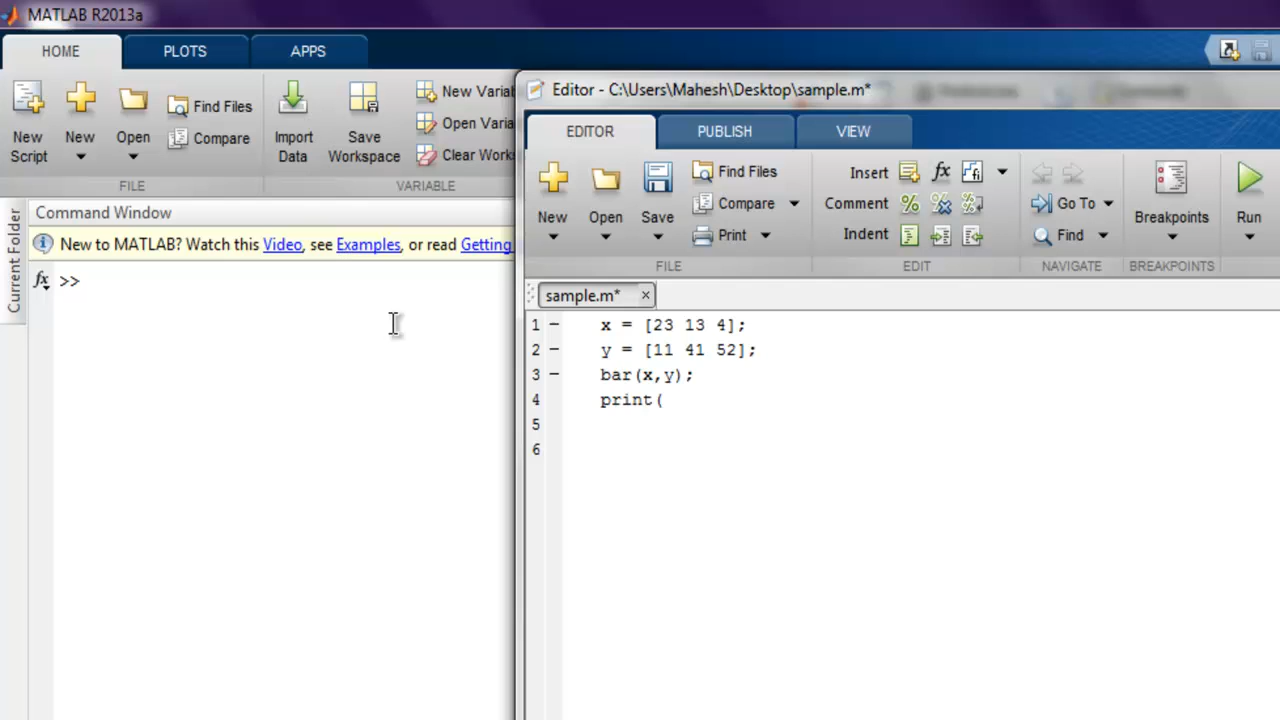 MATLAB R2013a
HOME PLOTS APPS
New Script
New
Open
Find Files
Compare
FILE
Import Data
Save Workspace
New Varia
Open Varia
Clear Work
VARIABLE
Current Folder
Command Window
New to MATLAB? Watch this Video, see Examples, or read Getting
fx >>
Editor - C:\Users\Mahesh\Desktop\sample.m*
EDITOR PUBLISH VIEW
New
Open
Save
Find Files
Compare
Print
FILE
Insert fx fi
Comment % % %
Indent
EDIT
Go To
Find
NAVIGATE
Breakpoints
BREAKPOINTS
Run
sample.m* ×
1 – x = [23 13 4];
2 – y = [11 41 52];
3 – bar(x,y);
4 print(
5
6